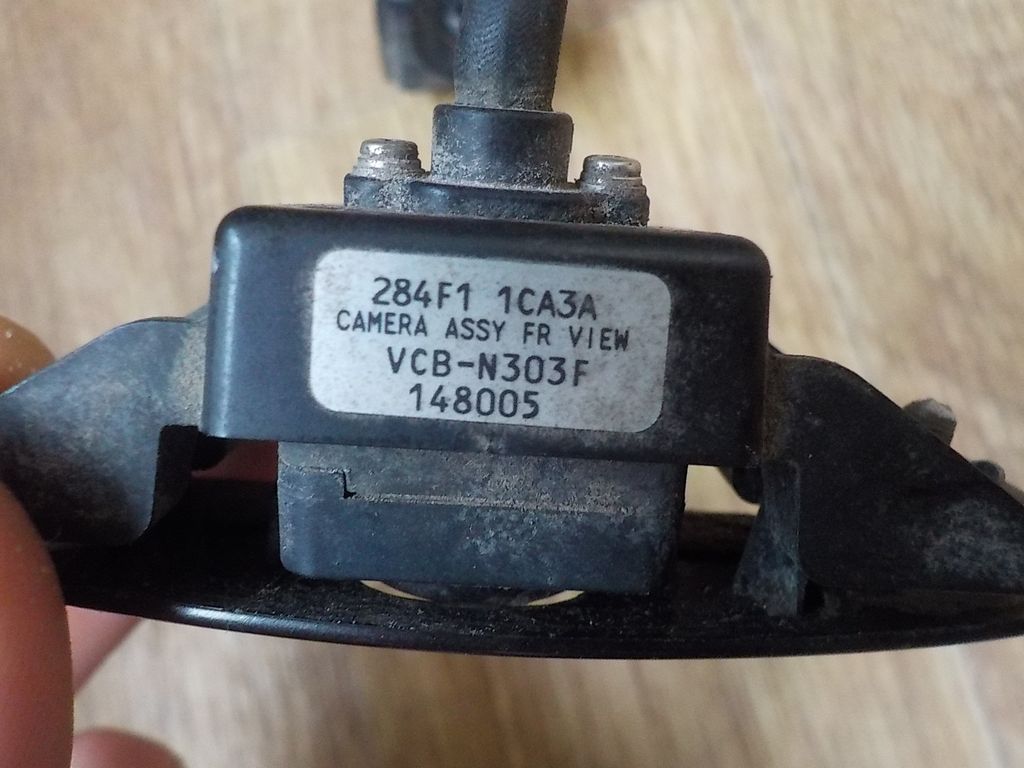 284F1 1CA3A
CAMERA ASSY FR VIEW
VCB-N303F
148005